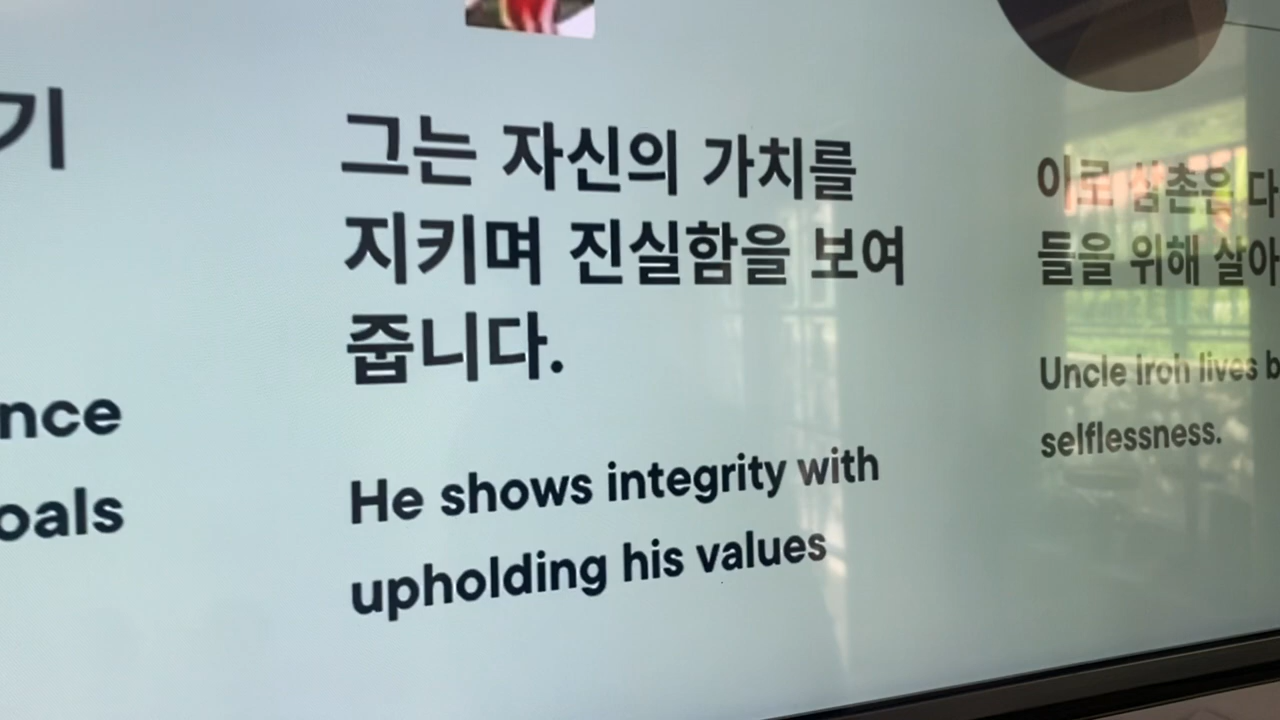 기
nce
oals
그는 자신의 가치를
지키며 진실함을 보여
줍니다.
He shows integrity with
upholding his values
이로 삼촌은 다
들을 위해 살아
Uncle iroh lives b
selflessness.